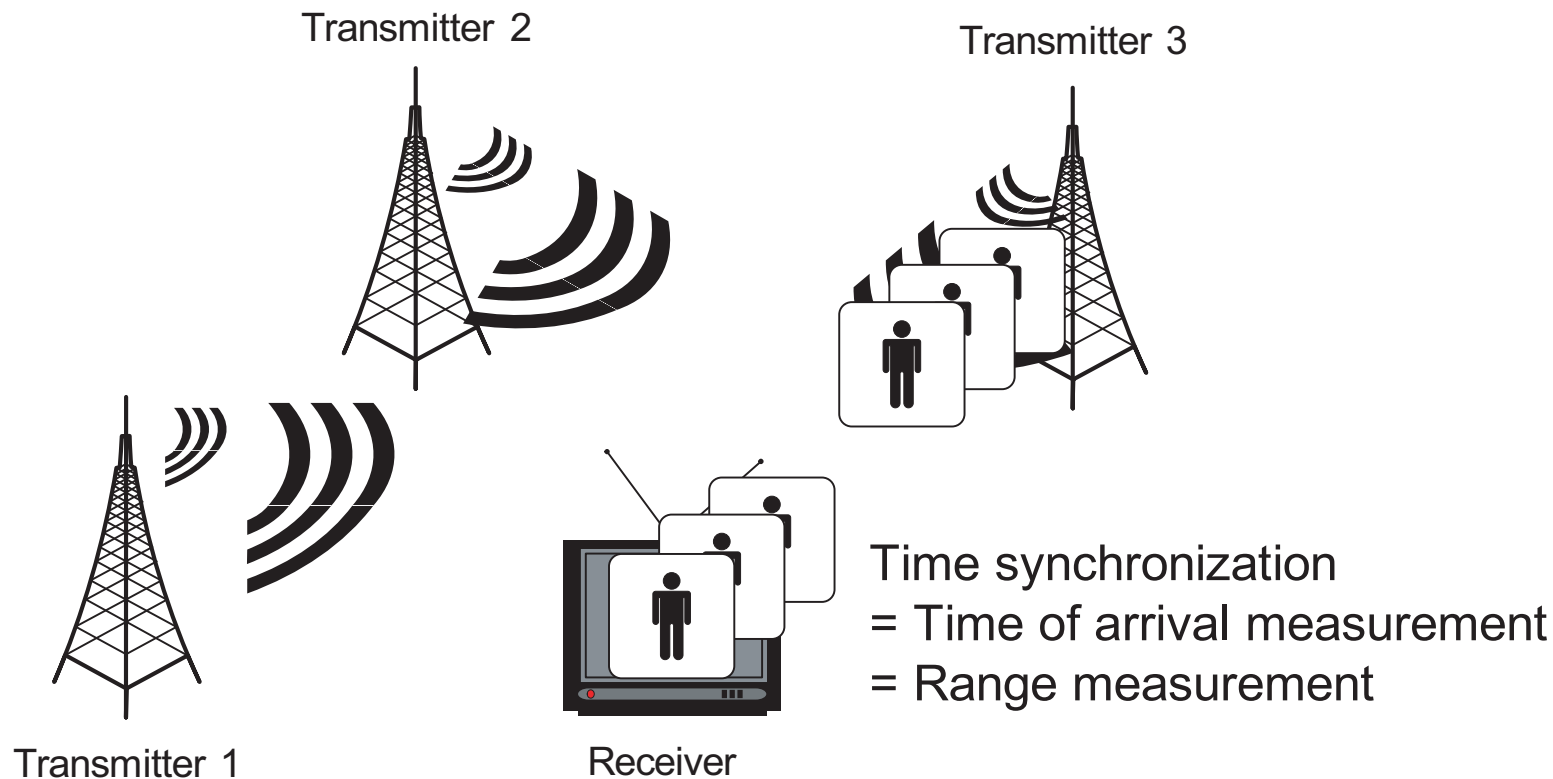 Transmitter 2
Transmitter 3
Time synchronization
= Time of arrival measurement
= Range measurement
Transmitter 1
Receiver